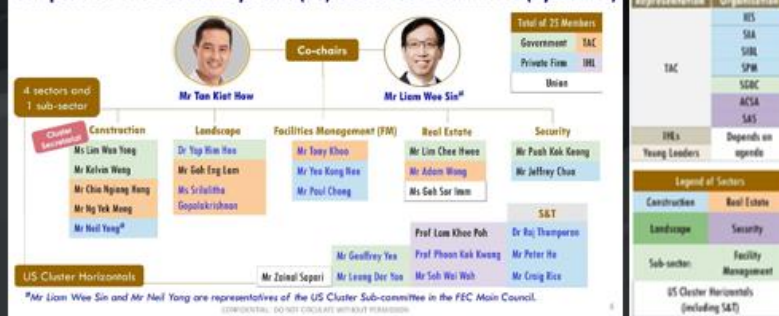 Co-chairs
Total of 25 Members
Government TAC
Private Firm IHL
Union
Mr Tan Kiat How
Mr Liam Wee Sin#
4 sectors and
1 sub-sector
Cluster
Secretariat
Construction
Ms Lim Wan Yong
Mr Kelvin Wong
Mr Chia Ngiang Hong
Mr Ng Yek Meng
Mr Neil Yong#
Landscape
Dr Yap Him Hoo
Mr Goh Eng Lam
Ms Srilalitha
Gopalakrishnan
Facilities Management (FM)
Mr Tony Khoo
Mr Yeo Kong Nee
Mr Paul Chong
Real Estate
Mr Lim Chee Hwee
Mr Adam Wang
Ms Goh Sor Imm
Security
Mr Puah Kok Keong
Mr Jeffrey Chua
US Cluster Horizontals
Mr Zainal Sapari
Mr Geoffrey Yen
Mr Leong Der Yao
Prof Lam Khee Poh
Prof Phoon Kok Kwang
Mr Soh Wai Wah
S&T
Dr Raj Thampuran
Mr Peter Ho
Mr Craig Rice
#Mr Liam Wee Sin and Mr Neil Yong are representatives of the US Cluster Sub-committee in the FEC Main Council.
CONFIDENTIAL: DO NOT CIRCULATE WITHOUT PERMISSION
Representation Organisation
TAC
IES
SIA
SIBL
SPM
SGBC
ACSA
SAS
IHLs Depends on
Young Leaders agenda
Legend of Sectors
Construction Real Estate
Landscape Security
Sub-sector: Facility
Management
US Cluster Horizontals
(including S&T)